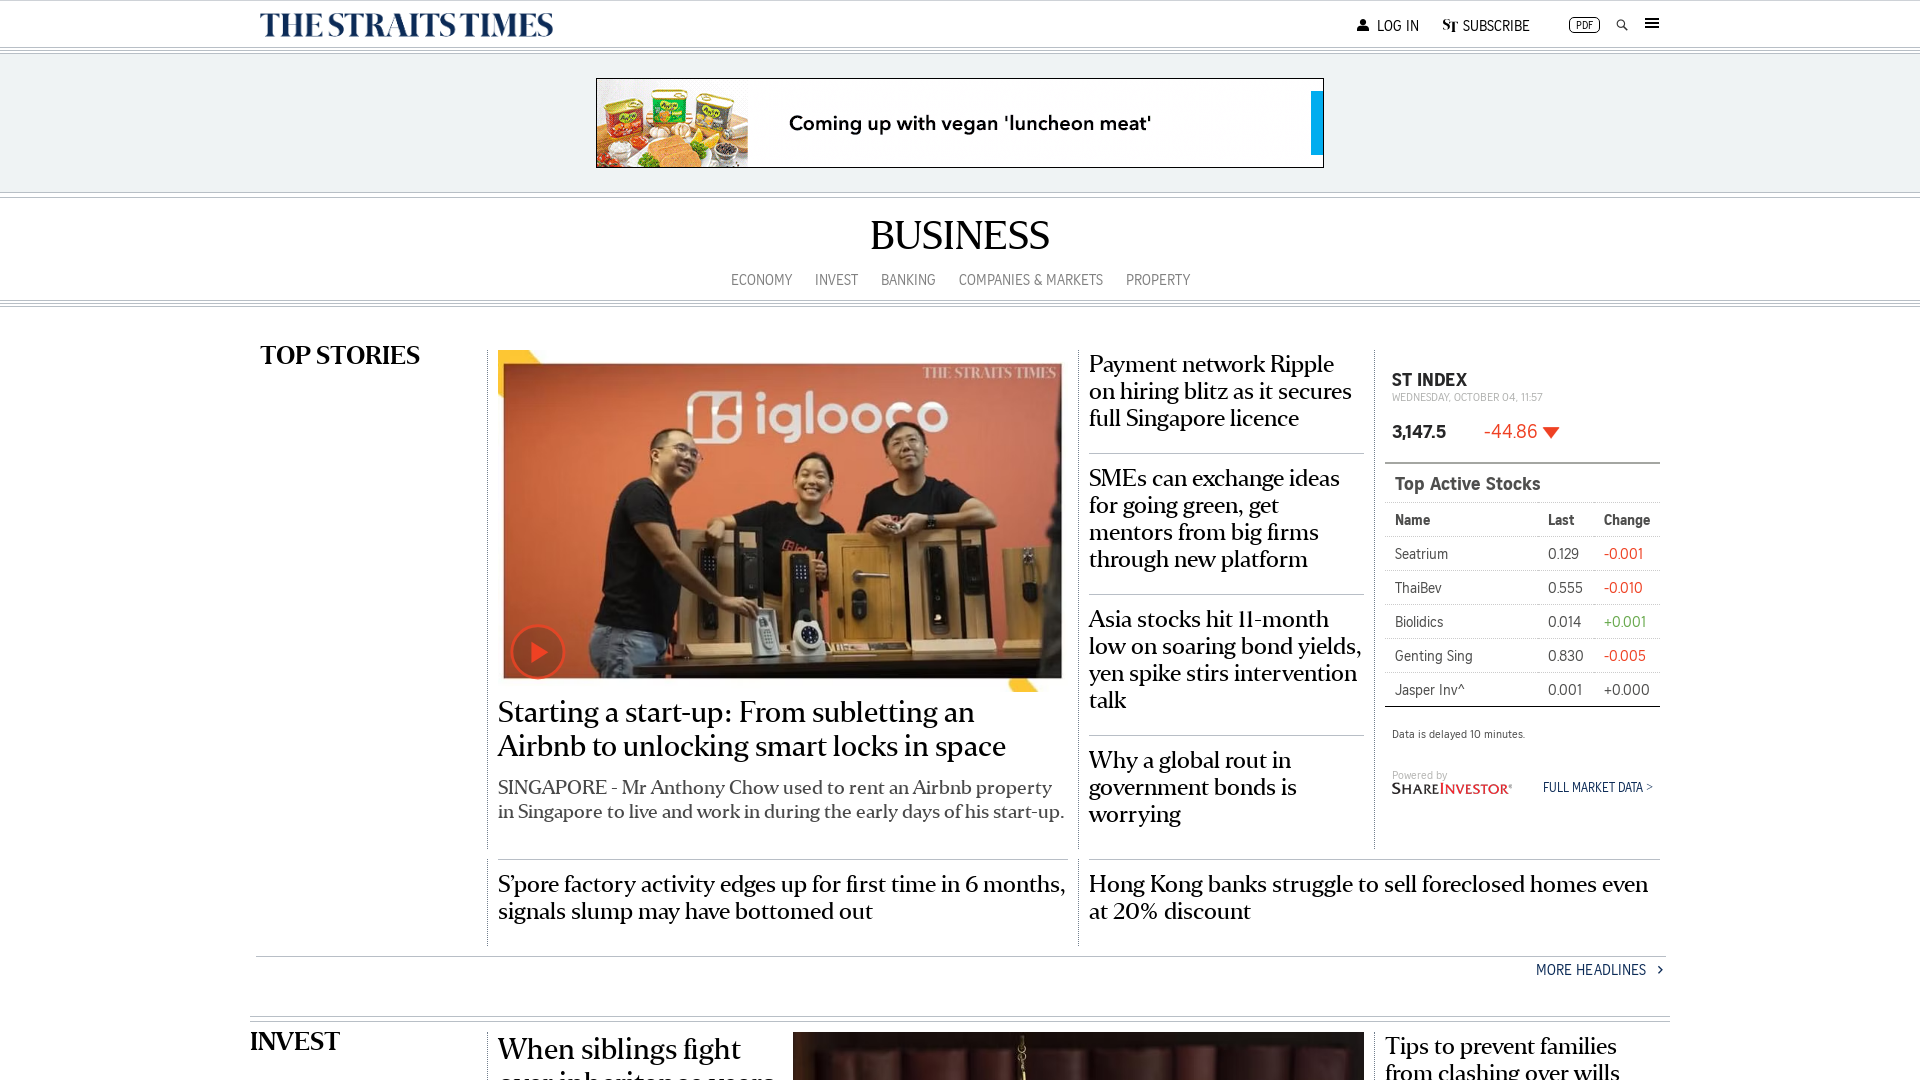 THE STRAITS TIMES
LOG IN
ST SUBSCRIBE
PDF
Coming up with vegan 'luncheon meat'
BUSINESS
ECONOMY INVEST BANKING COMPANIES & MARKETS PROPERTY
TOP STORIES
THE STRAITS TIMES
iglooco
Starting a start-up: From subletting an
Airbnb to unlocking smart locks in space
SINGAPORE - Mr Anthony Chow used to rent an Airbnb property
in Singapore to live and work in during the early days of his start-up.
Payment network Ripple
on hiring blitz as it secures
full Singapore licence
SMEs can exchange ideas
for going green, get
mentors from big firms
through new platform
Asia stocks hit 11-month
low on soaring bond yields,
yen spike stirs intervention
talk
Why a global rout in
government bonds is
worrying
ST INDEX
WEDNESDAY, OCTOBER 04, 11:57
3,147.5 -44.86
Top Active Stocks
Name Last Change
Seatrium 0.129 -0.001
ThaiBev 0.555 -0.010
Biolidics 0.014 +0.001
Genting Sing 0.830 -0.005
Jasper Inv^ 0.001 +0.000
Data is delayed 10 minutes.
Powered by
SHAREINVESTOR
FULL MARKET DATA >
S'pore factory activity edges up for first time in 6 months,
signals slump may have bottomed out
Hong Kong banks struggle to sell foreclosed homes even
at 20% discount
MORE HEADLINES
INVEST
When siblings fight
over inheritance years
Tips to prevent families
from clashing over wills